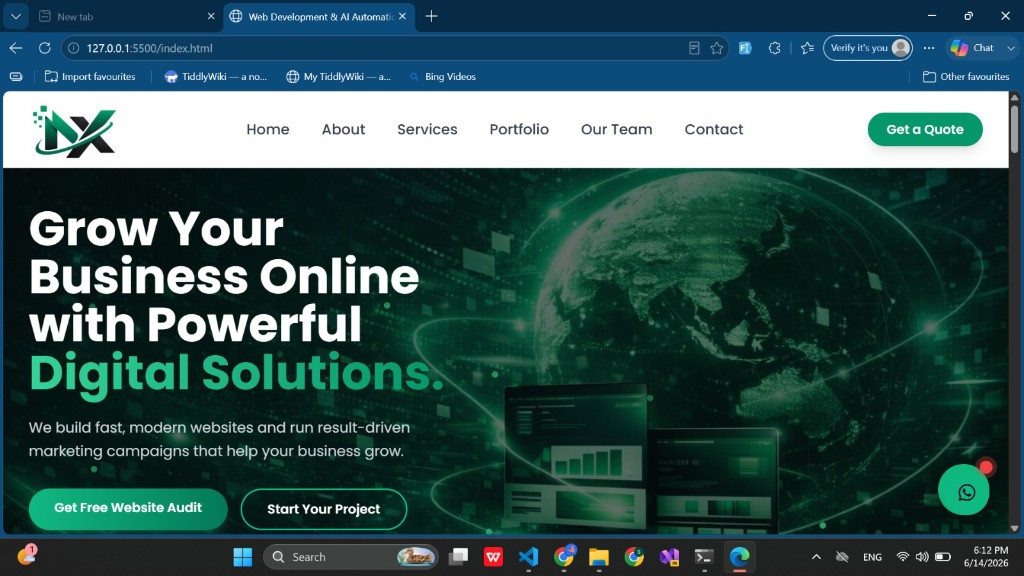 New tab
Web Development & AI Automatic
127.0.0.1:5500/index.html
Verify it's you
Chat
Import favourites
TiddlyWiki — a no...
My TiddlyWiki — a...
Bing Videos
Other favourites
NX
Home
About
Services
Portfolio
Our Team
Contact
Get a Quote
Grow Your
Business Online
with Powerful
Digital Solutions.
We build fast, modern websites and run result-driven
marketing campaigns that help your business grow.
Get Free Website Audit
Start Your Project
1
Search
ENG
6:12 PM
6/14/2026